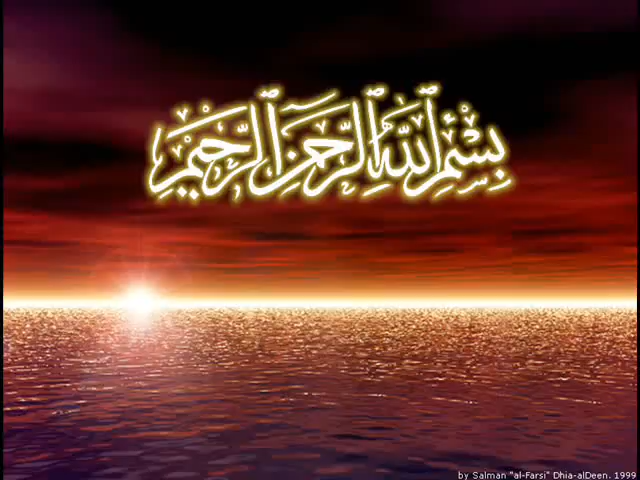 بسم الله الرحمن الرحيم
by Salman "al-Farsi" Dhia-alDeen. 1999